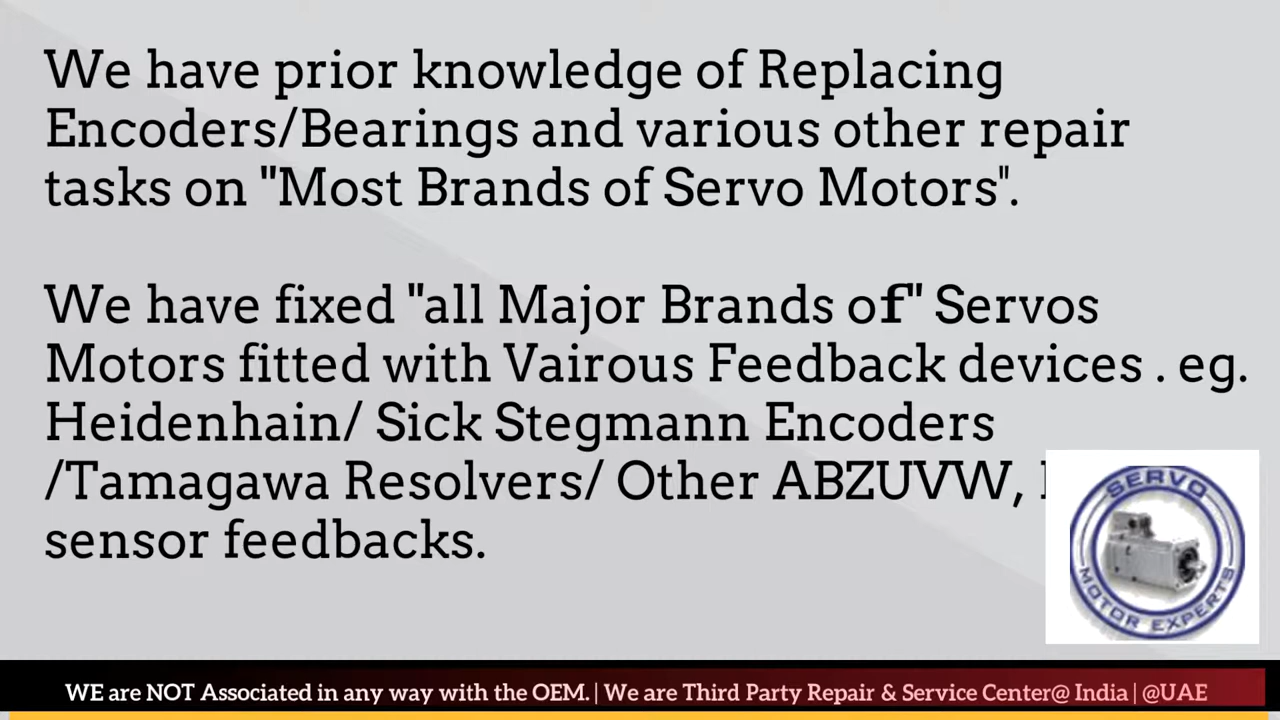 We have prior knowledge of Replacing
Encoders/Bearings and various other repair
tasks on "Most Brands of Servo Motors".
We have fixed "all Major Brands of" Servos
Motors fitted with Vairous Feedback devices . eg.
Heidenhain/ Sick Stegmann Encoders
/Tamagawa Resolvers/ Other ABZUVW,
sensor feedbacks.
SERVO
MOTOR EXPERTS
WE are NOT Associated in any way with the OEM. | We are Third Party Repair & Service Center@ India | @UAE